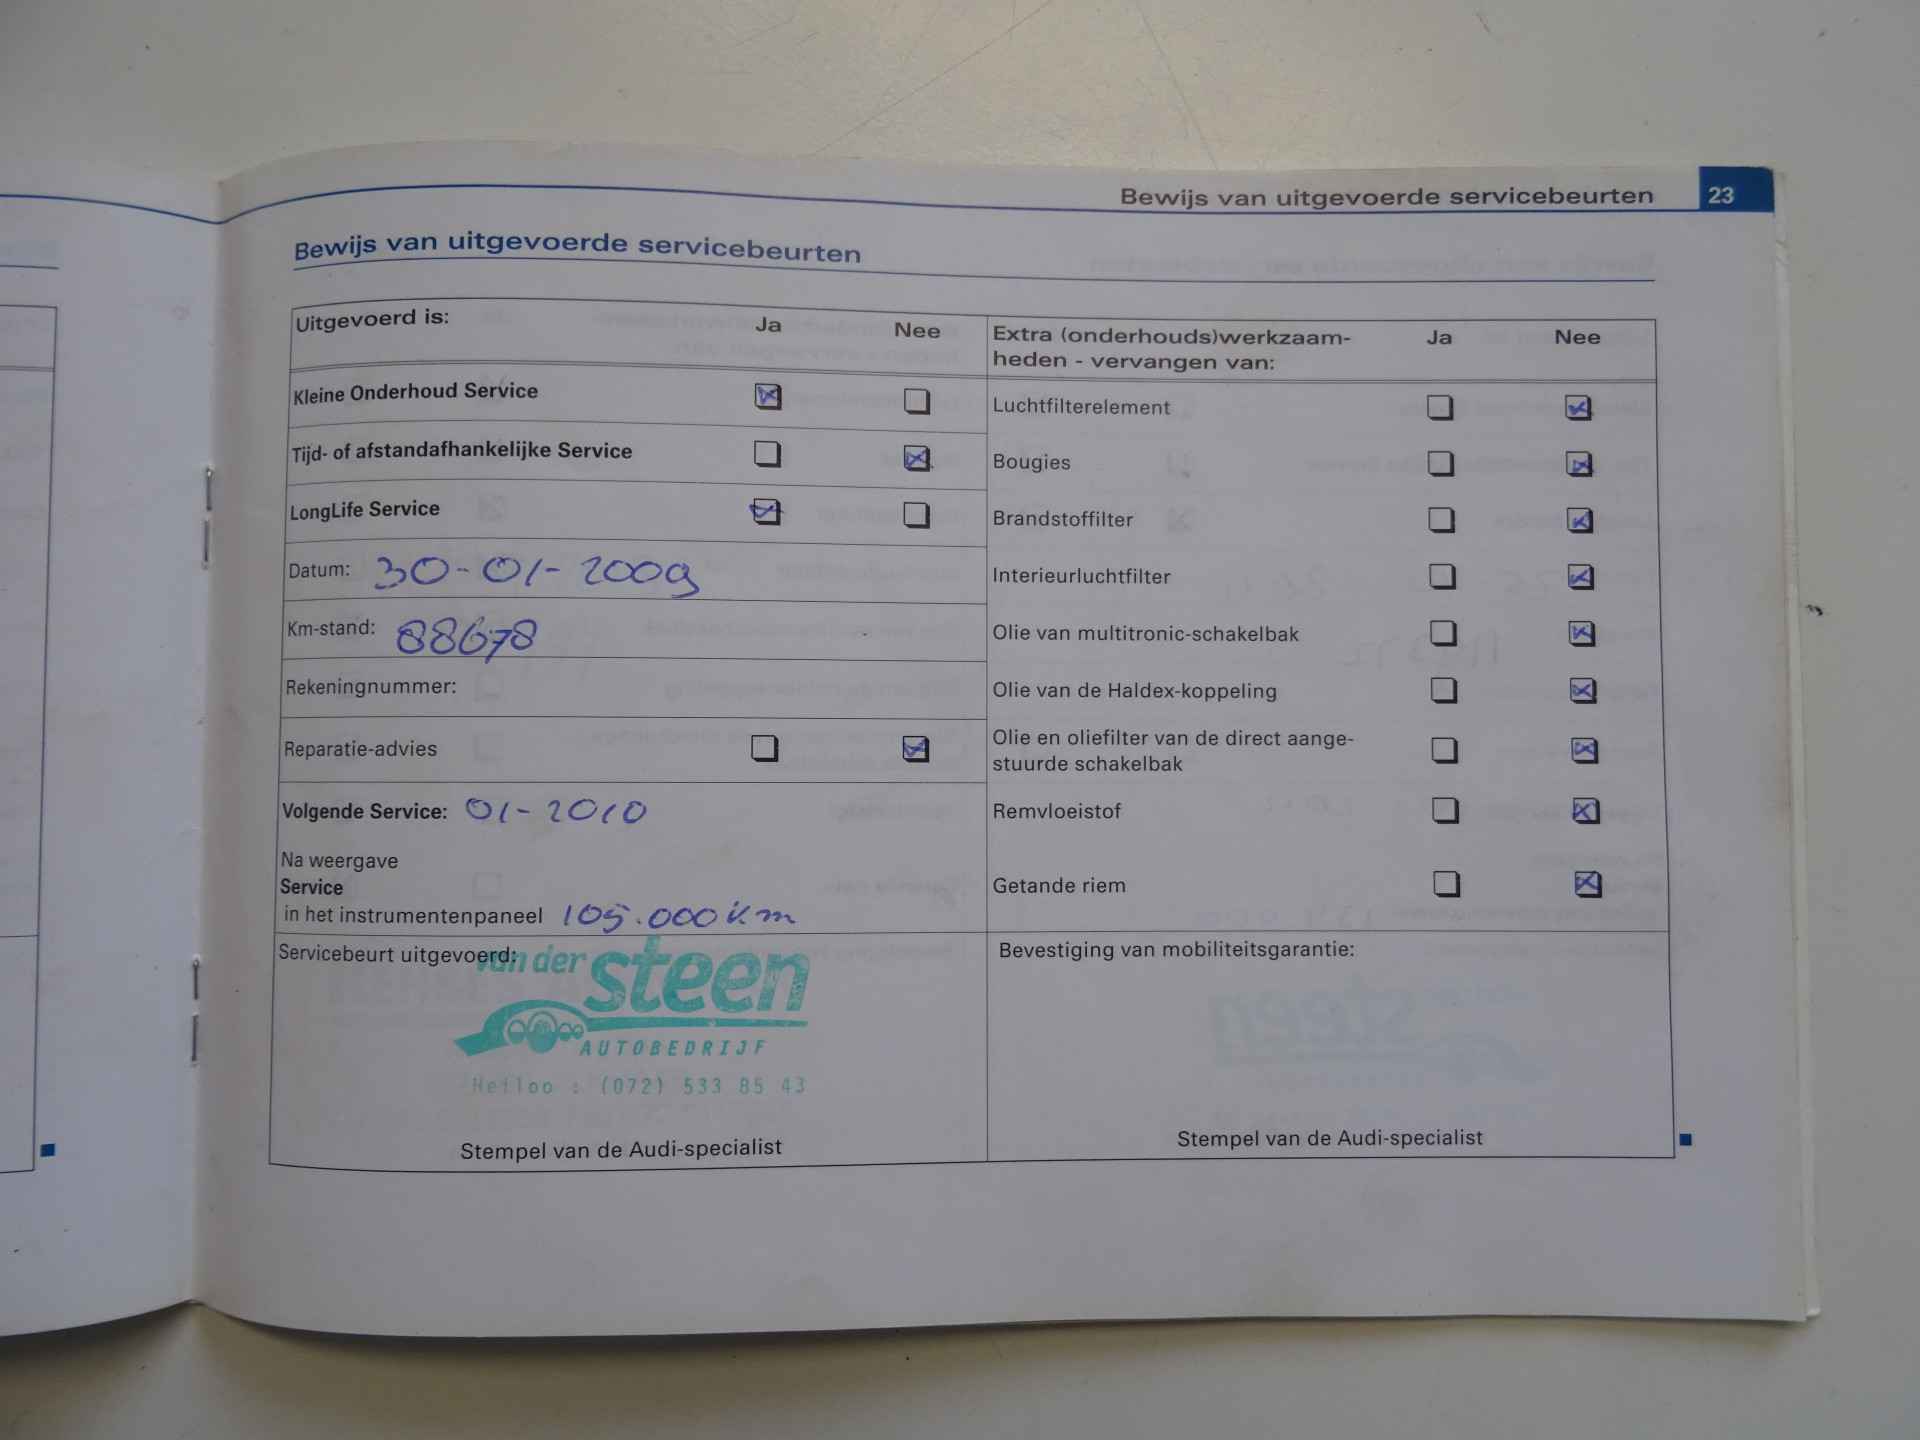 Bewijs van uitgevoerde servicebeurten 23
Bewijs van uitgevoerde servicebeurten
Uitgevoerd is: Ja Nee
Kleine Onderhoud Service
Tijd- of afstandafhankelijke Service
LongLife Service
Datum: 30-01-2009
Km-stand: 88678
Rekeningnummer:
Reparatie-advies
Volgende Service: 01-2010
Na weergave
Service
in het instrumentenpaneel 105.000 km
Servicebeurt uitgevoerd:
van der steen
AUTOBEDRIJF
Heiloo : (072) 533 85 43
Stempel van de Audi-specialist
Extra (onderhouds)werkzaam-
heden - vervangen van: Ja Nee
Luchtfilterelement
Bougies
Brandstoffilter
Interieurluchtfilter
Olie van multitronic-schakelbak
Olie van de Haldex-koppeling
Olie en oliefilter van de direct aange-
stuurde schakelbak
Remvloeistof
Getande riem
Bevestiging van mobiliteitsgarantie:
Stempel van de Audi-specialist